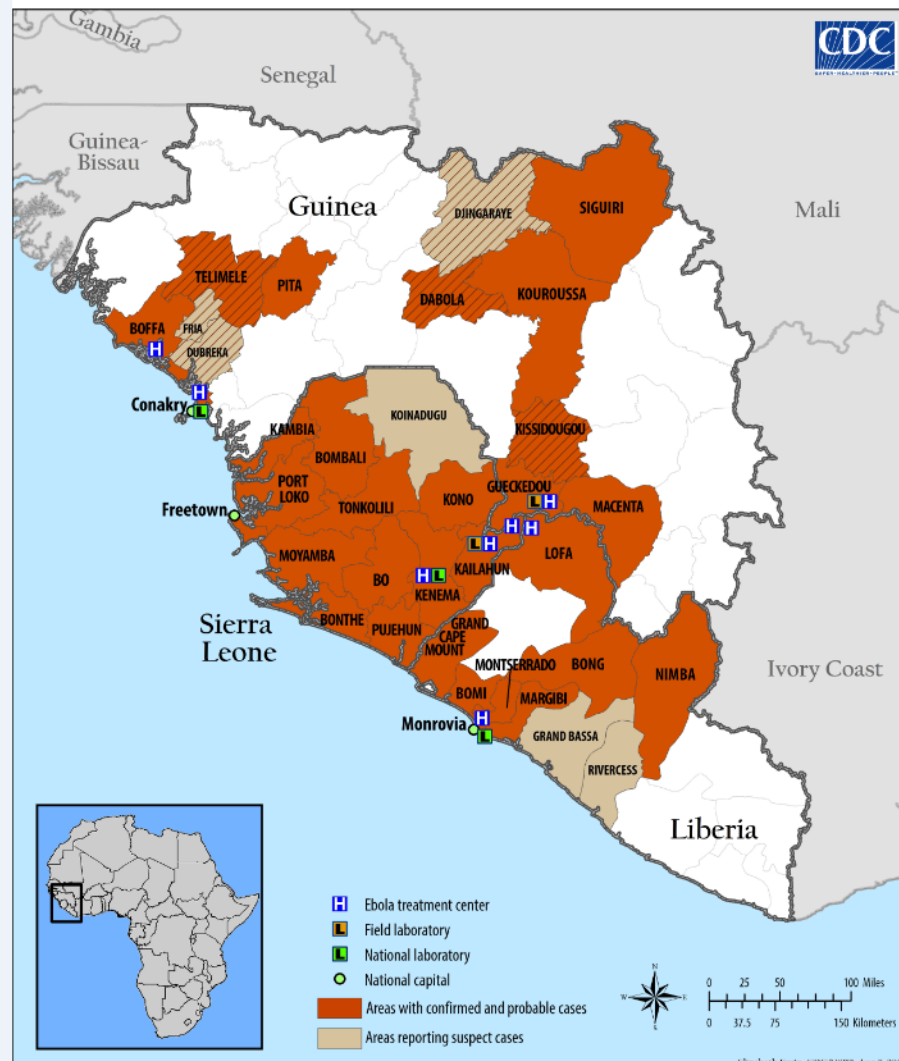 CDC
SAFER·HEALTHIER·PEOPLE™
Gambia
Senegal
Guinea-
Bissau
Guinea
DJINGARAYE
SIGUIRI
Mali
TELIMELE
PITA
DABOLA
KOUROUSSA
BOFFA
FRIA
H
DUBREKA
H
Conakry
L
KOINADUGU
KAMBIA
KISSIDOUGOU
BOMBALI
PORT
LOKO
KONO
GUECKEDOU
L H
MACENTA
TONKOLILI
Freetown
H
H
L H
LOFA
MOYAMBA
KAILAHUN
BO
H L
KENEMA
Sierra
Leone
BONTHE
PUJEHUN
GRAND
CAPE
MOUNT
MONTSERRADO
BONG
NIMBA
Ivory Coast
BOMI
MARGIBI
Monrovia
H
L
GRAND BASSA
RIVERCESS
Liberia
H Ebola treatment center
L Field laboratory
L National laboratory
National capital
Areas with confirmed and probable cases
Areas reporting suspect cases
N
W E
S
0 25 50 100 Miles
0 37.5 75 150 Kilometers